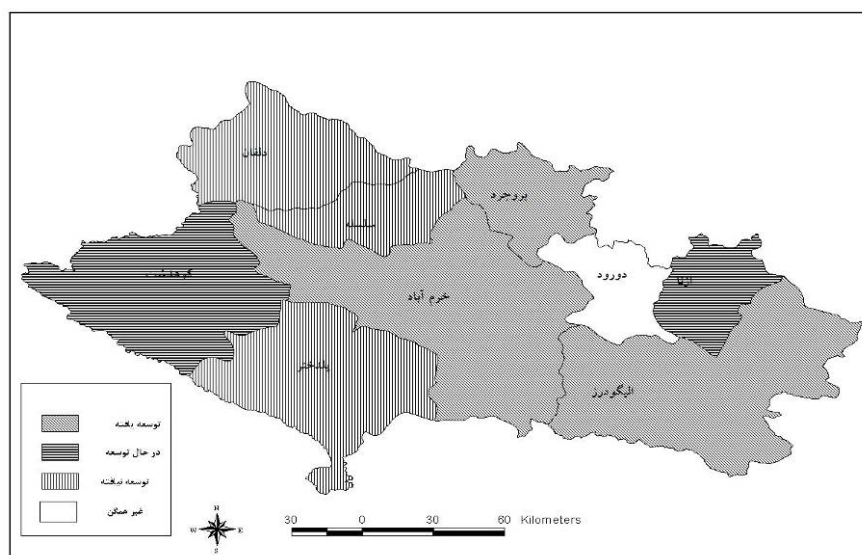 دلفان
سلسله
بروجرد
دورود
ازنا
خرم آباد
پلدختر
الیگودرز
توسعه یافته
در حال توسعه
توسعه نیافته
غیر همگن
N
W E
S
30 0 30 60 Kilometers